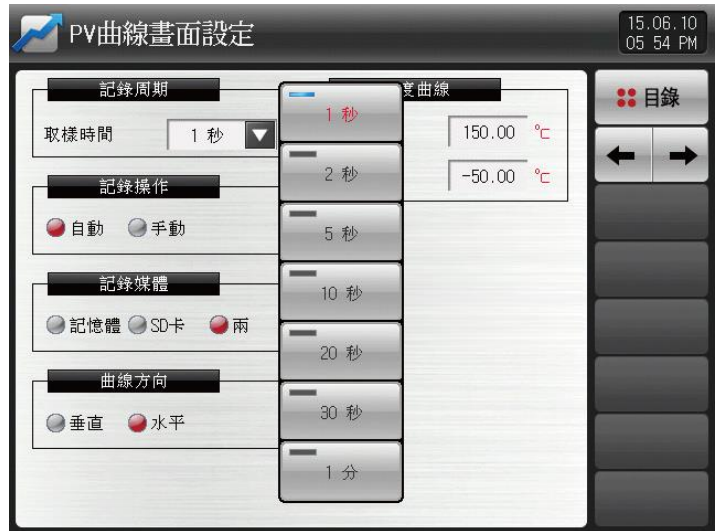 PV曲線畫面設定
15.06.10
05 54 PM
記錄周期
取樣時間
1 秒
記錄操作
自動
手動
記錄媒體
記憶體
SD卡
兩
曲線方向
垂直
水平
1 秒
2 秒
5 秒
10 秒
20 秒
30 秒
1 分
度曲線
150.00 ℃
-50.00 ℃
目錄